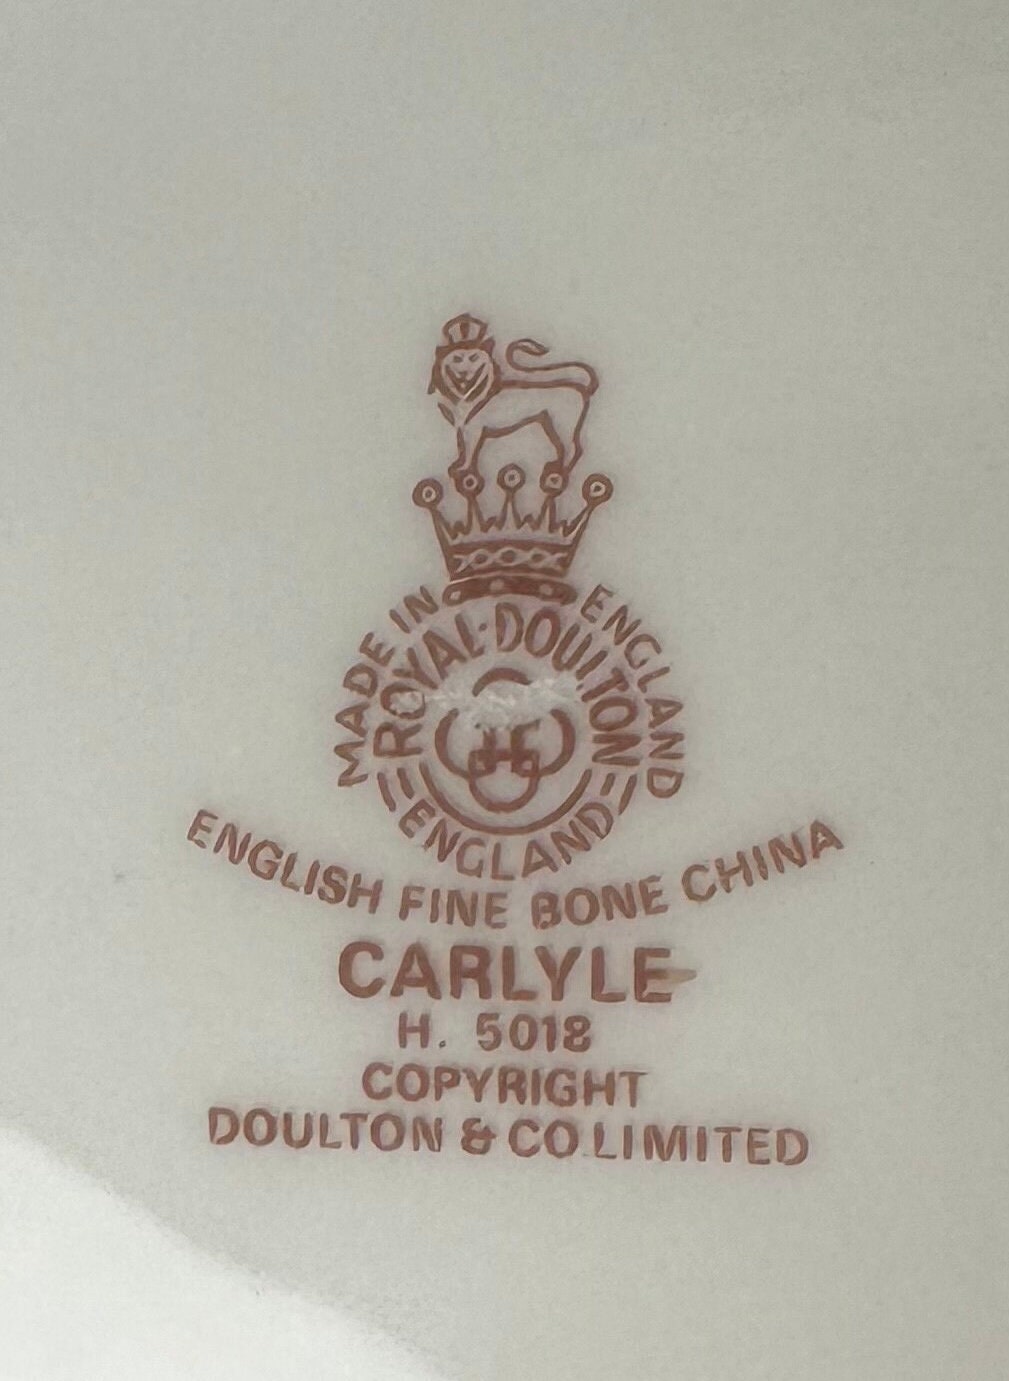 MADE IN ENGLAND
ROYAL·DOULTON
ENGLAND
ENGLISH FINE BONE CHINA
CARLYLE
H. 5018
COPYRIGHT
DOULTON & CO.LIMITED